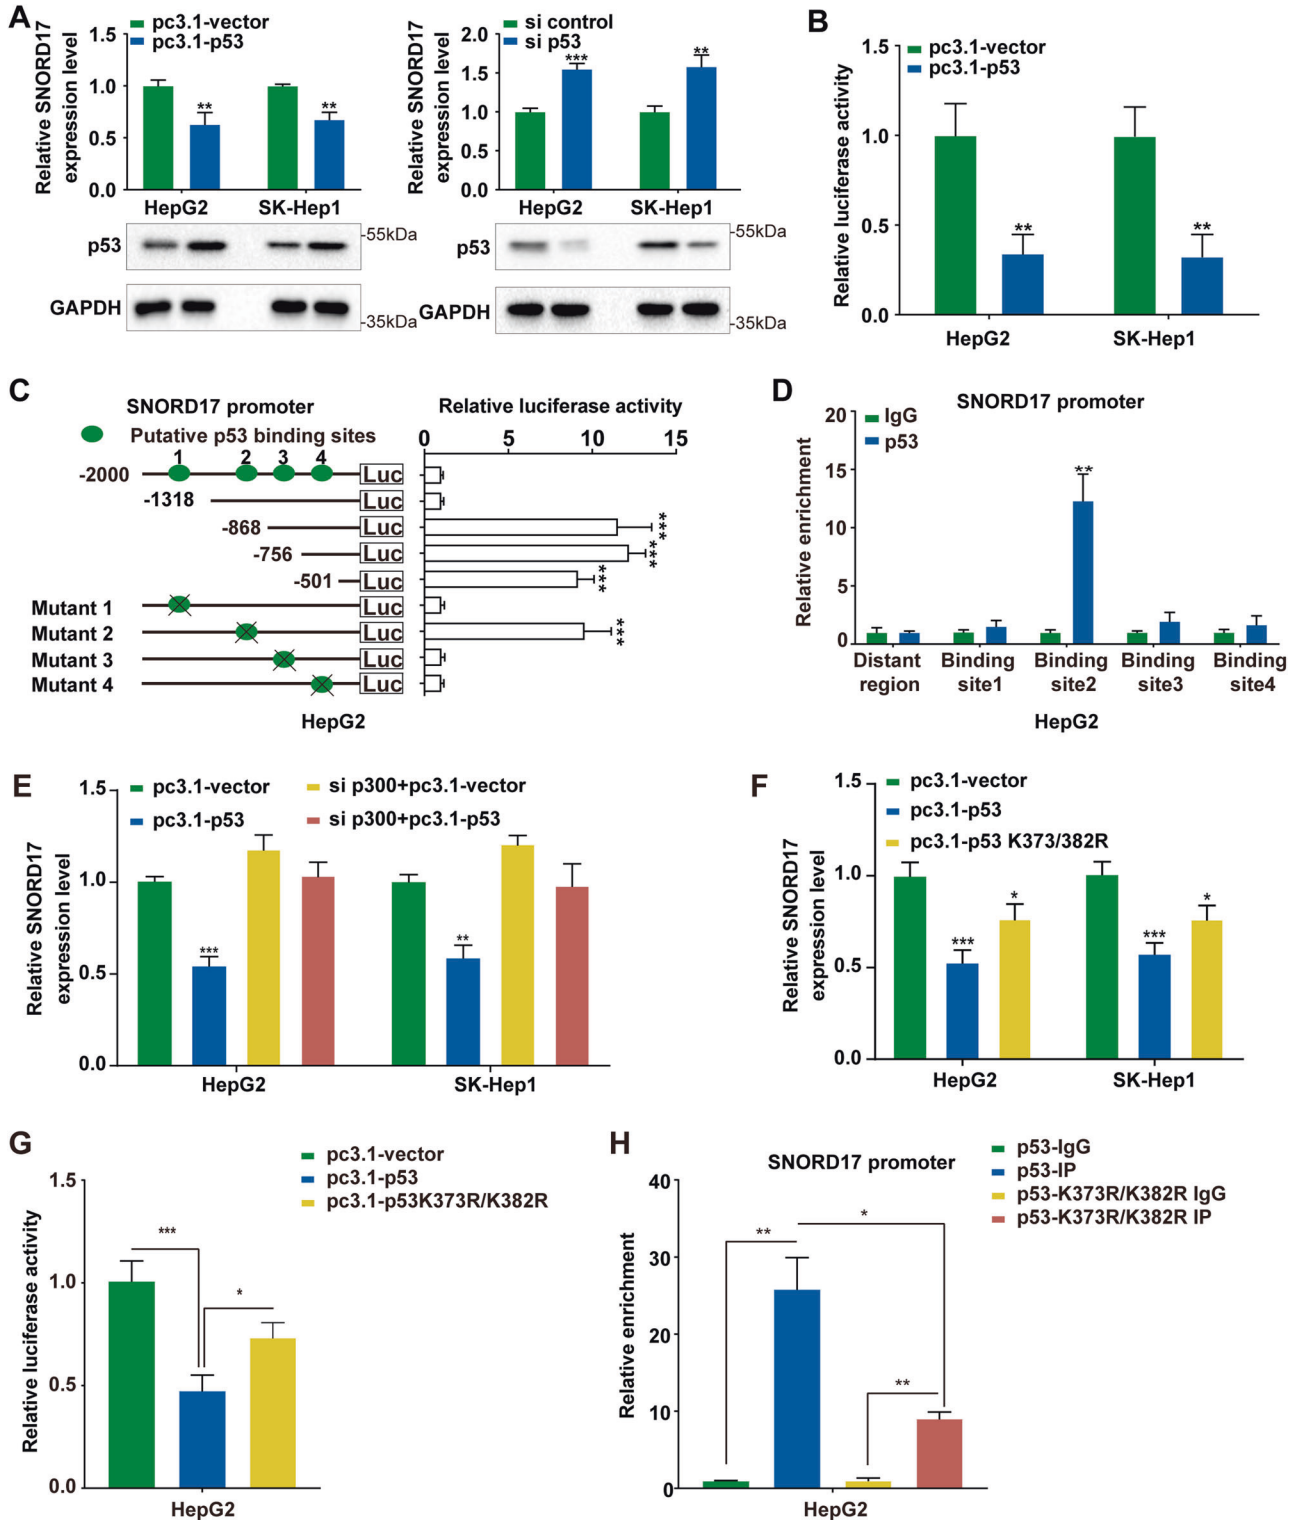 A
Relative SNORD17
expression level
pc3.1-vector
pc3.1-p53
1.5
1.0
0.5
0.0
**
**
HepG2
SK-Hep1
p53
-55kDa
GAPDH
-35kDa
Relative SNORD17
expression level
si control
si p53
2.0
1.5
1.0
0.5
0.0
***
**
HepG2
SK-Hep1
p53
-55kDa
GAPDH
-35kDa
B
Relative luciferase activity
pc3.1-vector
pc3.1-p53
1.5
1.0
0.5
0.0
**
**
HepG2
SK-Hep1
C
SNORD17 promoter
Putative p53 binding sites
Relative luciferase activity
0 5 10 15
1 2 3 4
-2000 Luc
-1318 Luc
-868 Luc ***
-756 Luc ***
-501 Luc ***
Mutant 1 Luc
Mutant 2 Luc ***
Mutant 3 Luc
Mutant 4 Luc
HepG2
D
SNORD17 promoter
IgG
p53
Relative enrichment
20
15
10
5
0
**
Distant
region
Binding
site1
Binding
site2
Binding
site3
Binding
site4
HepG2
E
Relative SNORD17
expression level
pc3.1-vector
pc3.1-p53
si p300+pc3.1-vector
si p300+pc3.1-p53
1.5
1.0
0.5
0.0
***
**
HepG2
SK-Hep1
F
Relative SNORD17
expression level
pc3.1-vector
pc3.1-p53
pc3.1-p53 K373/382R
1.5
1.0
0.5
0.0
***
*
***
*
HepG2
SK-Hep1
G
Relative luciferase activity
pc3.1-vector
pc3.1-p53
pc3.1-p53K373R/K382R
1.5
1.0
0.5
0.0
***
*
HepG2
H
SNORD17 promoter
p53-IgG
p53-IP
p53-K373R/K382R IgG
p53-K373R/K382R IP
Relative enrichment
40
30
20
10
0
**
*
**
HepG2